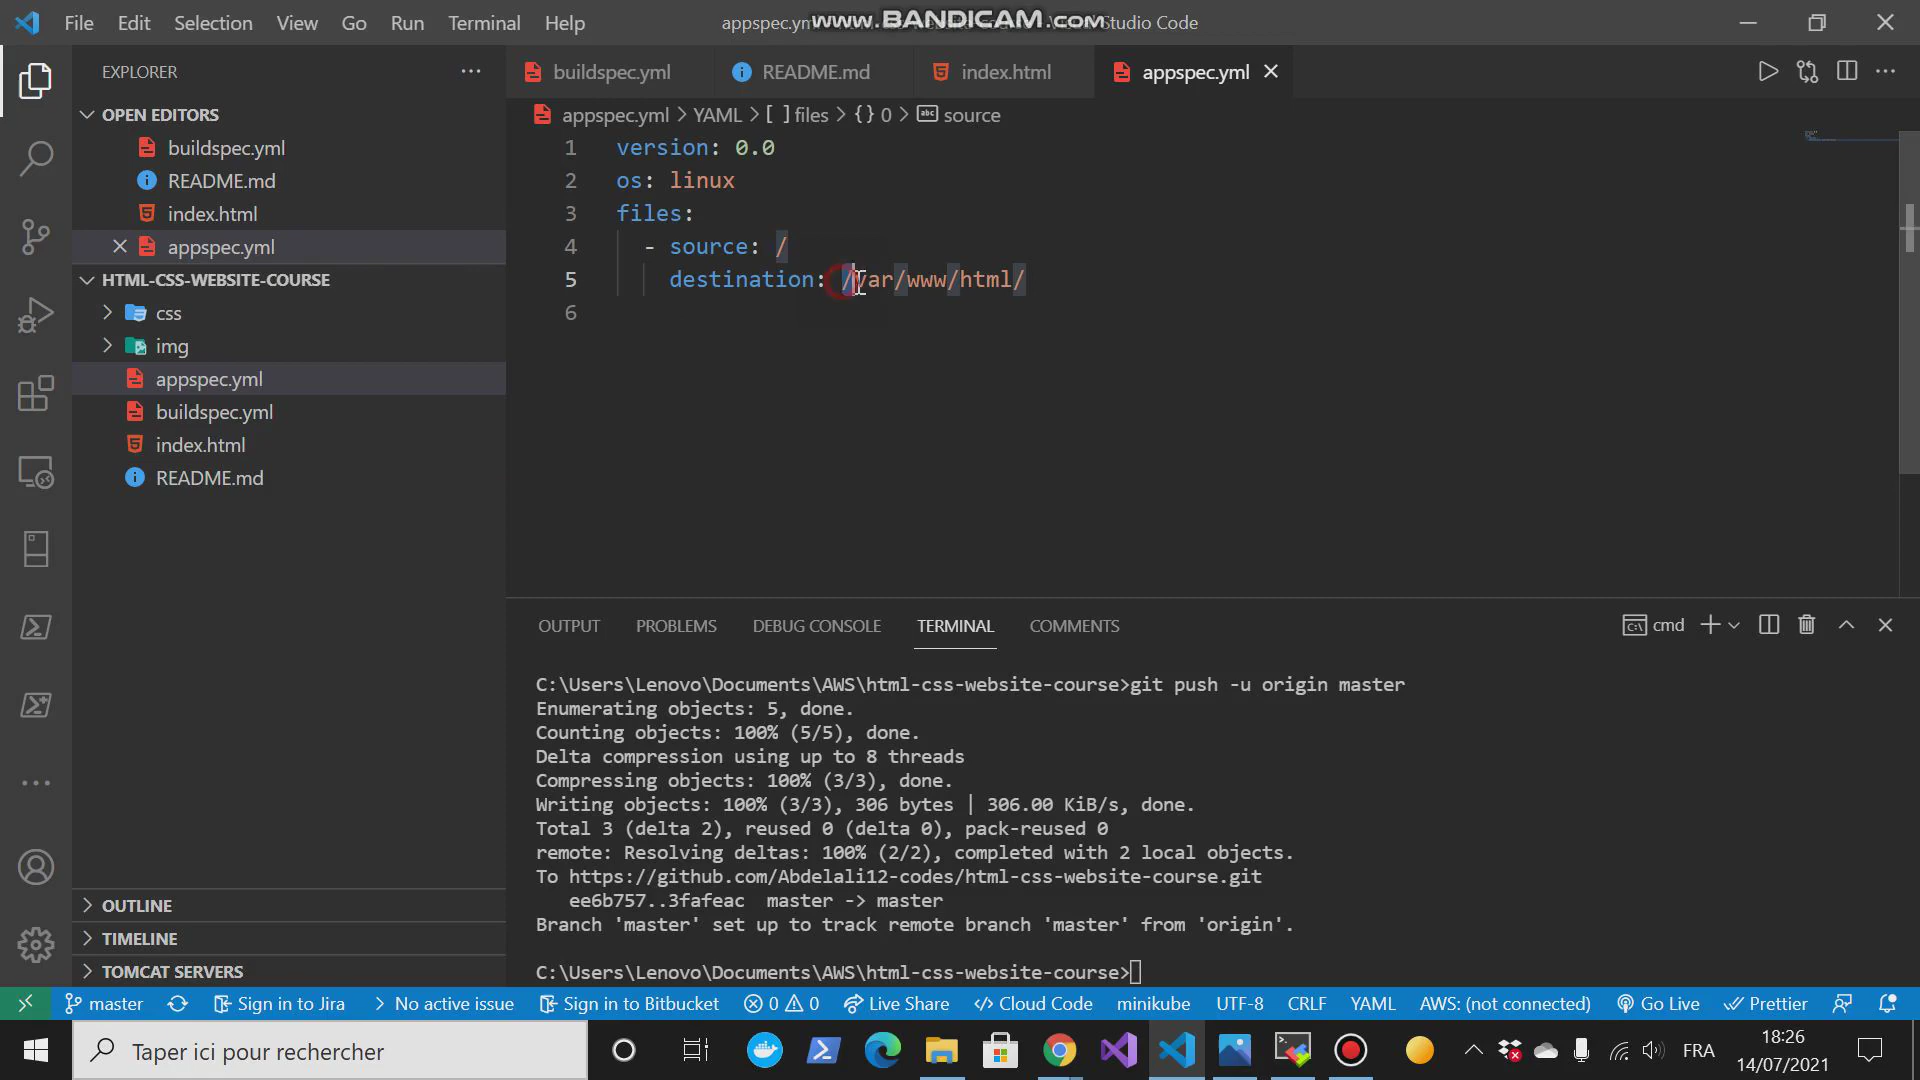 File Edit Selection View Go Run Terminal Help
appspec.ym
Studio Code
www.BANDICAM.com
EXPLORER
OPEN EDITORS
buildspec.yml
README.md
index.html
appspec.yml
HTML-CSS-WEBSITE-COURSE
css
img
appspec.yml
buildspec.yml
index.html
README.md
OUTLINE
TIMELINE
TOMCAT SERVERS
buildspec.yml README.md index.html appspec.yml
appspec.yml > YAML > [ ] files > {} 0 > abc source
1 version: 0.0
2 os: linux
3 files:
4 - source: /
5 destination: /var/www/html/
6
OUTPUT PROBLEMS DEBUG CONSOLE TERMINAL COMMENTS
cmd
C:\Users\Lenovo\Documents\AWS\html-css-website-course>git push -u origin master
Enumerating objects: 5, done.
Counting objects: 100% (5/5), done.
Delta compression using up to 8 threads
Compressing objects: 100% (3/3), done.
Writing objects: 100% (3/3), 306 bytes | 306.00 KiB/s, done.
Total 3 (delta 2), reused 0 (delta 0), pack-reused 0
remote: Resolving deltas: 100% (2/2), completed with 2 local objects.
To https://github.com/Abdelali12-codes/html-css-website-course.git
ee6b757..3fafeac master -> master
Branch 'master' set up to track remote branch 'master' from 'origin'.
C:\Users\Lenovo\Documents\AWS\html-css-website-course>
master Sign in to Jira No active issue Sign in to Bitbucket 0 0 Live Share Cloud Code minikube UTF-8 CRLF YAML AWS: (not connected) Go Live Prettier
Taper ici pour rechercher
FRA
18:26
14/07/2021